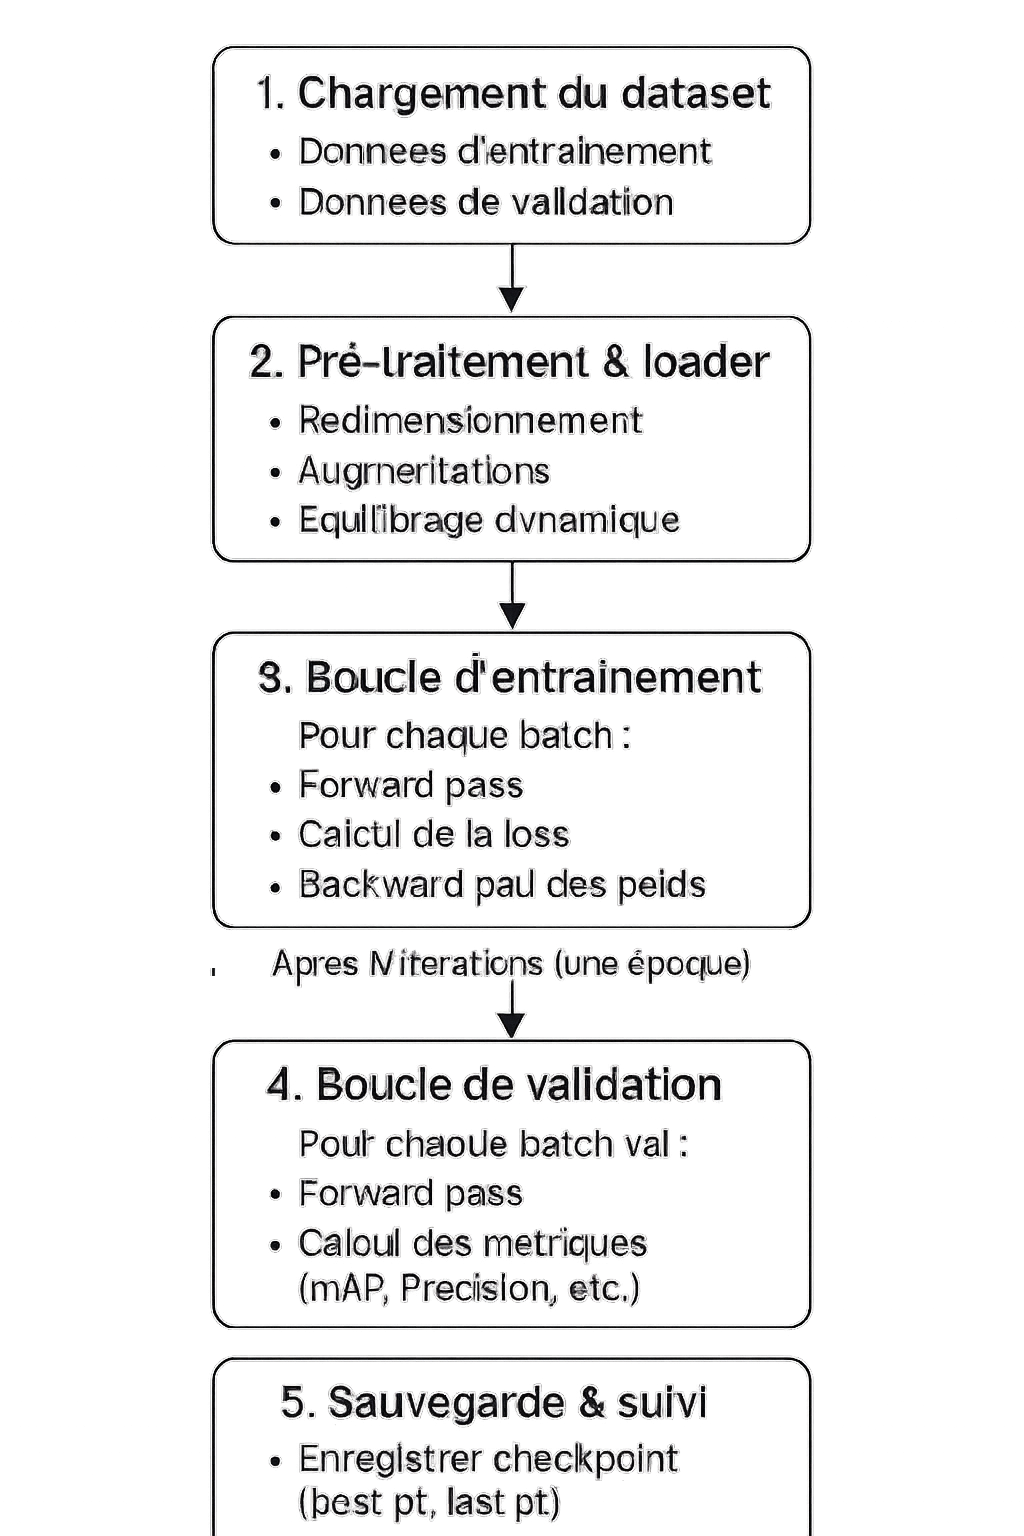 1. Chargement du dataset
• Donnees d'entrainement
• Donnees de validation
2. Pré-traitement & loader
• Redimensionnement
• Augrneritations
• Equilibrage dvnamique
3. Boucle d'entrainement
Pour chaque batch :
• Forward pass
• Caictul de la loss
• Backward paul des peids
Apres N iterations (une époque)
4. Boucle de validation
Pour chaoue batch val :
• Forward pass
• Caloul des metriques
(mAP, Precision, etc.)
5. Sauvegarde & suivi
• Enregistrer checkpoint
(best pt, last pt)